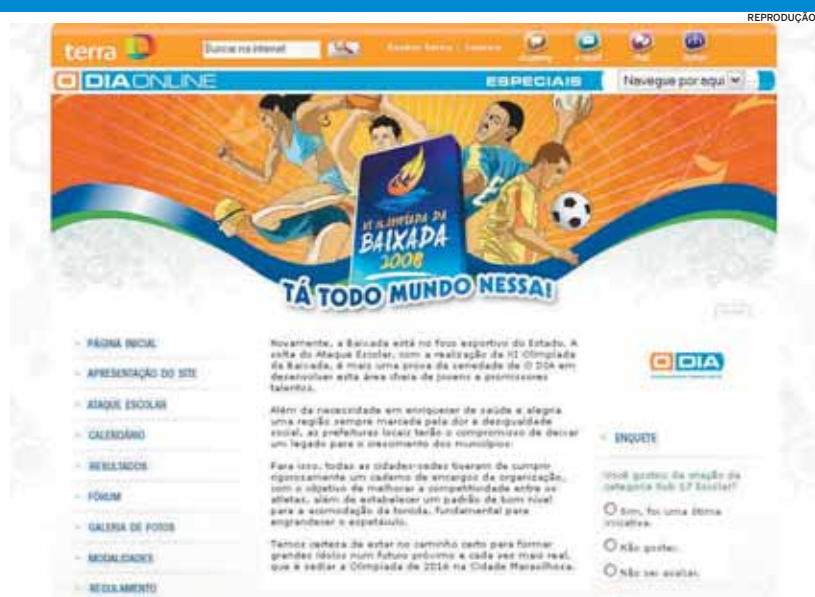 REPRODUÇÃO
terra
Buscar na internet
O DIA ONLINE
ESPECIAIS
Navegue por aqui
XI OLIMPÍADA DA
BAIXADA
2008
TÁ TODO MUNDO NESSA!
PÁGINA INICIAL
APRESENTAÇÃO DO SITE
ATAQUE ESCOLAR
CALENDÁRIO
RESULTADOS
FÓRUM
GALERIA DE FOTOS
MODALIDADES
REGULAMENTO
Novamente, a Baixada está no foco esportivo do Estado. A
volta do Ataque Escolar, com a realização da XI Olimpíada
da Baixada, é mais uma prova da seriedade de O DIA em
desenvolver esta área cheia de jovens e promissores
talentos.
Além da necessidade em enriquecer de saúde e alegria
uma região sempre marcada pela dor e desigualdade
social, as prefeituras locais terão o compromisso de deixar
um legado para o crescimento dos municípios.
Para isso, todas as cidades-sedes tiveram de cumprir
rigorosamente um caderno de encargos da organização,
com o objetivo de melhorar a competitividade entre os
atletas, além de estabelecer um padrão de bom nível
para a acomodação da torcida, fundamental para
engrandecer o espetáculo.
Temos certeza de estar no caminho certo para formar
grandes ídolos num futuro próximo e cada vez mais real,
que é sediar a Olimpíada de 2016 na Cidade Maravilhosa.
O DIA
ENQUETE
Você gostou da criação da
categoria Sub 17 Escolar?
Sim, foi uma ótima
iniciativa.
Não gostei.
Não sei avaliar.